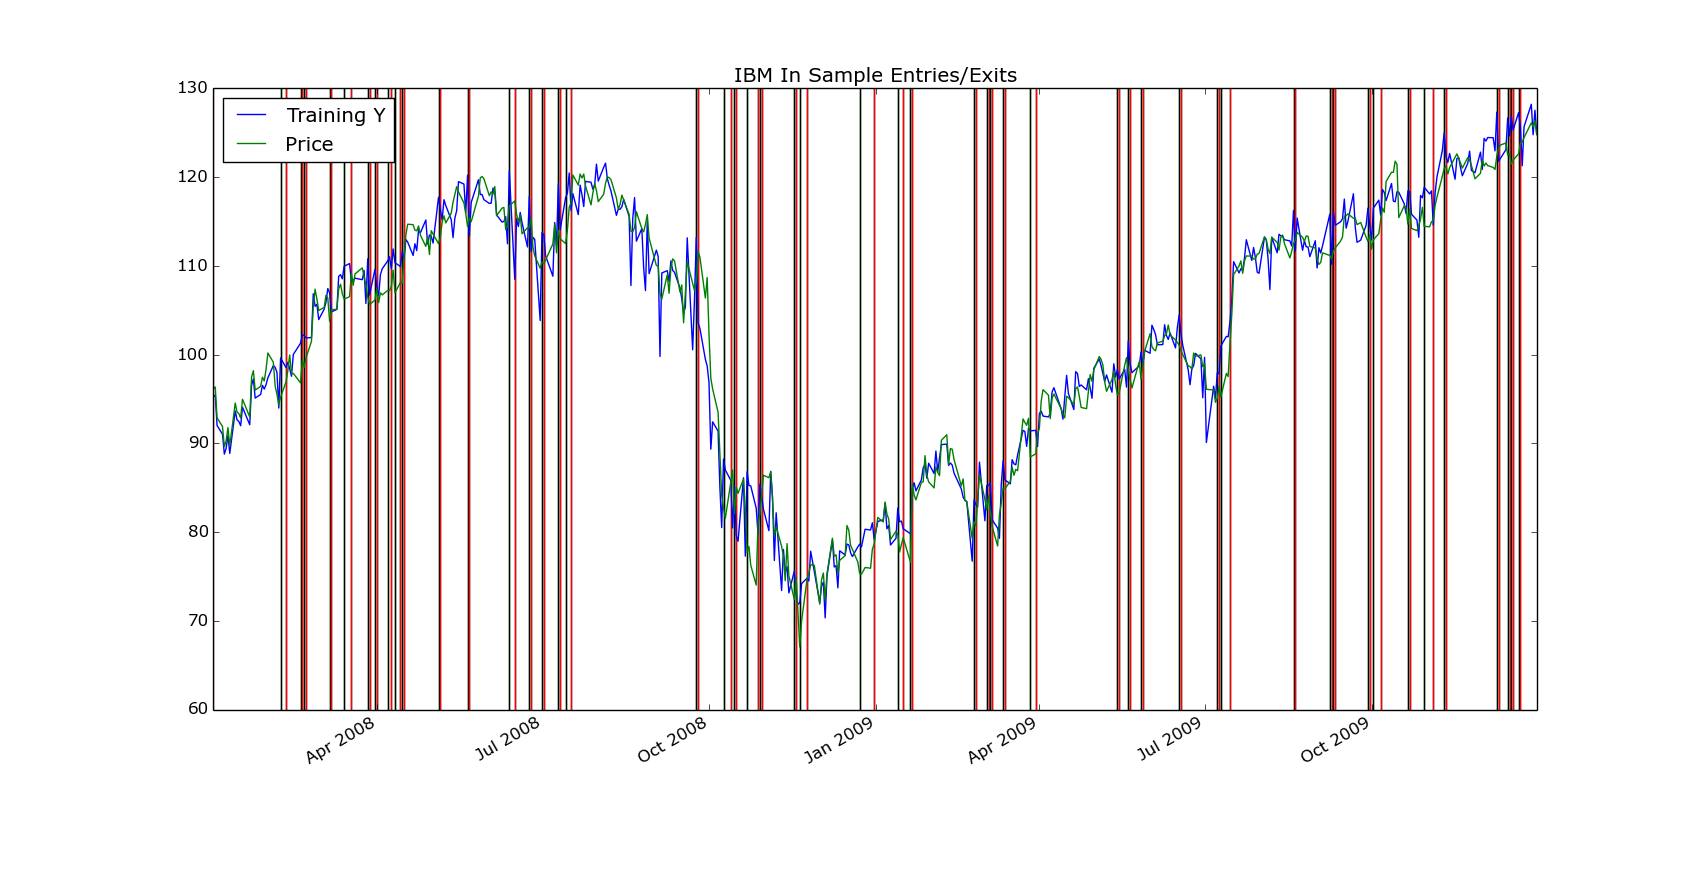 IBM In Sample Entries/Exits
130
120
110
100
90
80
70
60
Training Y
Price
Apr 2008
Jul 2008
Oct 2008
Jan 2009
Apr 2009
Jul 2009
Oct 2009